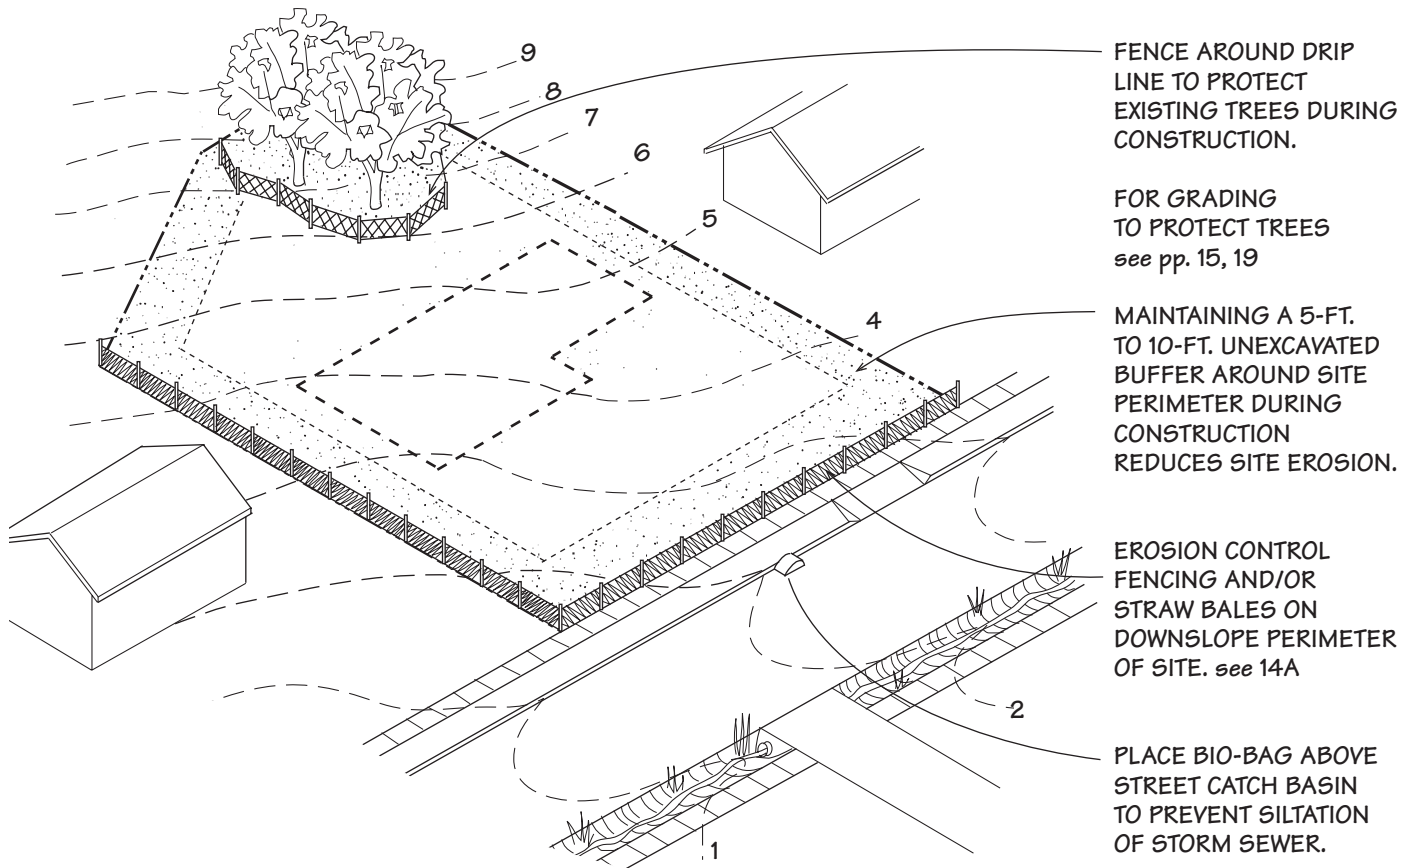 9
8
7
6
5
4
2
1
FENCE AROUND DRIP
LINE TO PROTECT
EXISTING TREES DURING
CONSTRUCTION.
FOR GRADING
TO PROTECT TREES
see pp. 15, 19
MAINTAINING A 5-FT.
TO 10-FT. UNEXCAVATED
BUFFER AROUND SITE
PERIMETER DURING
CONSTRUCTION
REDUCES SITE EROSION.
EROSION CONTROL
FENCING AND/OR
STRAW BALES ON
DOWNSLOPE PERIMETER
OF SITE. see 14A
PLACE BIO-BAG ABOVE
STREET CATCH BASIN
TO PREVENT SILTATION
OF STORM SEWER.